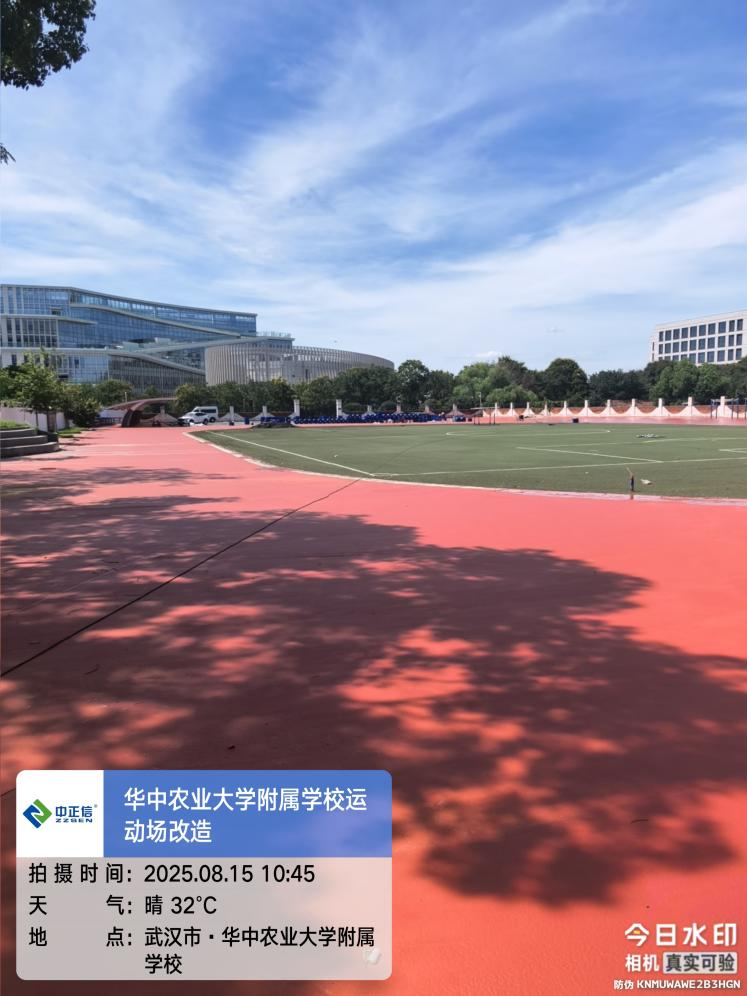 中正信®
ZZSEN
华中农业大学附属学校运
动场改造
拍摄时间：2025.08.15 10:45
天气：晴 32℃
地点：武汉市·华中农业大学附属
学校
今日水印
相机 真实可验
防伪 KNMUWAWE2B3HGN